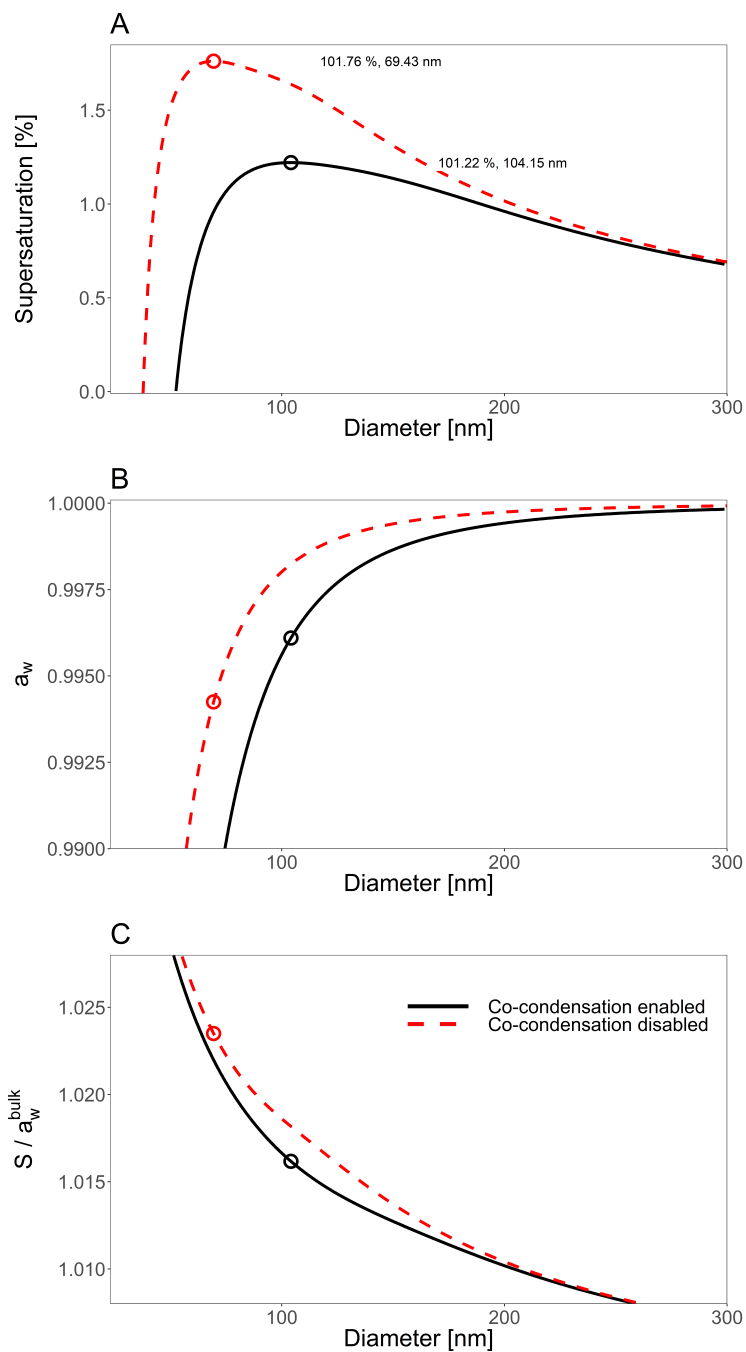 A
101.76 %, 69.43 nm
101.22 %, 104.15 nm
Supersaturation [%]
1.5
1.0
0.5
0.0
100
200
300
Diameter [nm]
B
a_w
1.0000
0.9975
0.9950
0.9925
0.9900
100
200
300
Diameter [nm]
C
Co-condensation enabled
Co-condensation disabled
S / a_w^bulk
1.025
1.020
1.015
1.010
100
200
300
Diameter [nm]